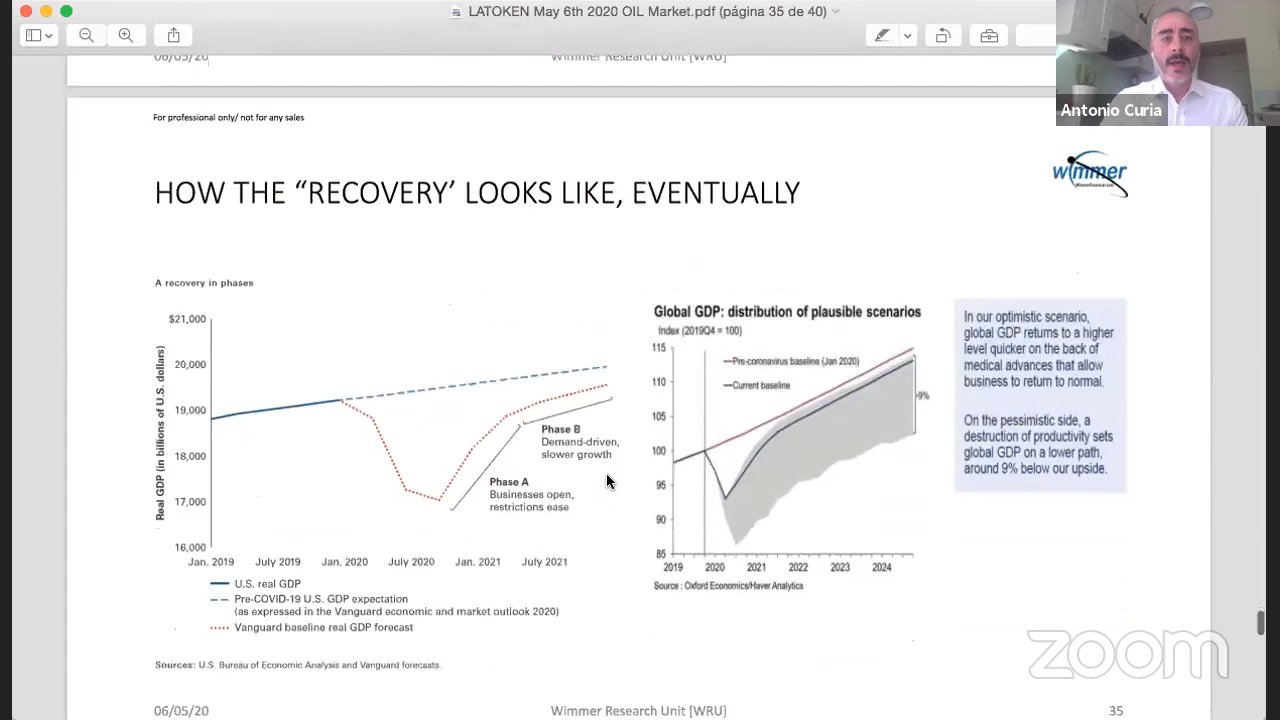 LATOKEN May 6th 2020 OIL Market.pdf (página 35 de 40)
06/05/20
Wimmer Research Unit [WRU]
Antonio Curia
For professional only/ not for any sales
wimmer
HOW THE “RECOVERY’ LOOKS LIKE, EVENTUALLY
A recovery in phases
Real GDP (in billions of U.S. dollars)
$21,000
20,000
19,000
18,000
17,000
16,000
Jan. 2019 July 2019 Jan. 2020 July 2020 Jan. 2021 July 2021
Phase B
Demand-driven,
slower growth
Phase A
Businesses open,
restrictions ease
U.S. real GDP
Pre-COVID-19 U.S. GDP expectation
(as expressed in the Vanguard economic and market outlook 2020)
Vanguard baseline real GDP forecast
Sources: U.S. Bureau of Economic Analysis and Vanguard forecasts.
Global GDP: distribution of plausible scenarios
Index (2019Q4 = 100)
115
110
105
100
95
90
85
Pre-coronavirus baseline (Jan 2020)
Current baseline
9%
2019 2020 2021 2022 2023 2024
Source : Oxford Economics/Haver Analytics
In our optimistic scenario,
global GDP returns to a higher
level quicker on the back of
medical advances that allow
business to return to normal.
On the pessimistic side, a
destruction of productivity sets
global GDP on a lower path,
around 9% below our upside.
zoom
06/05/20
Wimmer Research Unit [WRU]
35